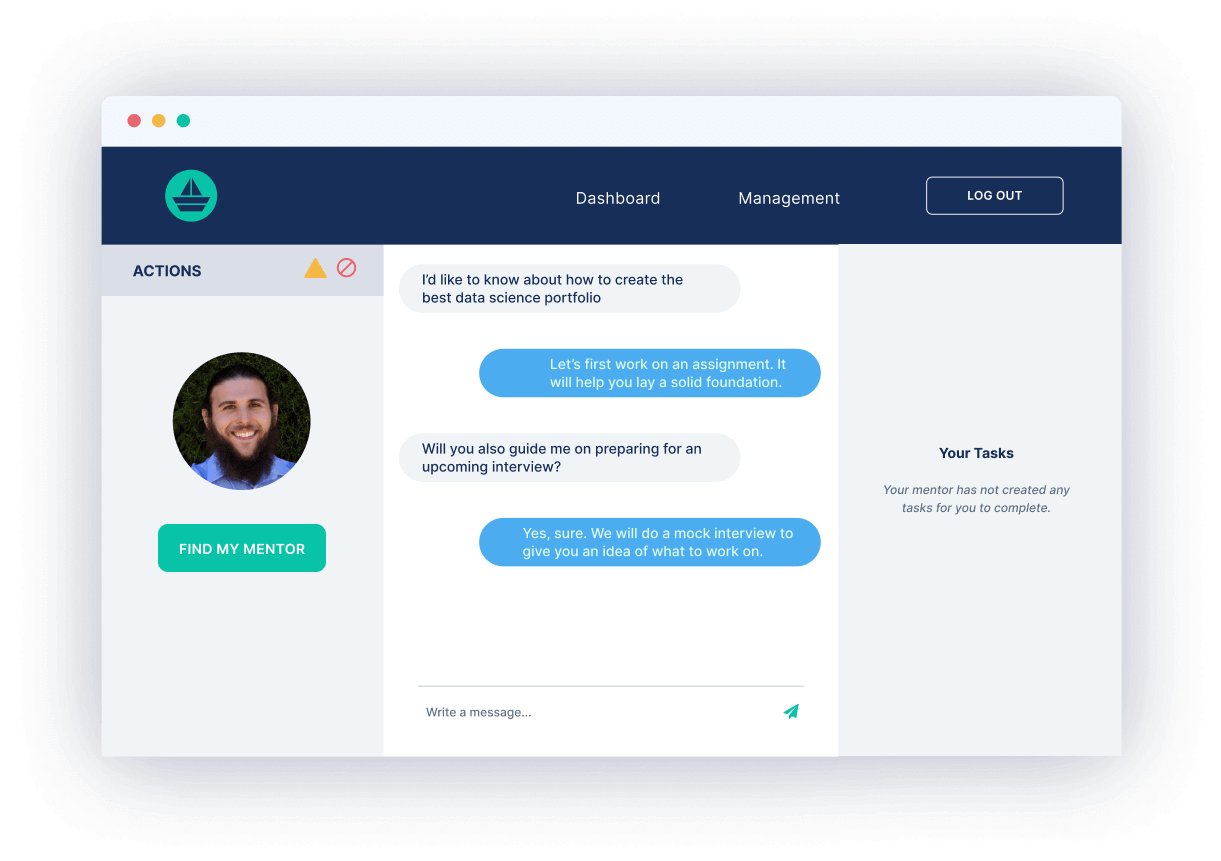 Dashboard
Management
LOG OUT
ACTIONS
I’d like to know about how to create the
best data science portfolio
Let’s first work on an assignment. It
will help you lay a solid foundation.
Will you also guide me on preparing for an
upcoming interview?
Yes, sure. We will do a mock interview to
give you an idea of what to work on.
Write a message...
FIND MY MENTOR
Your Tasks
Your mentor has not created any
tasks for you to complete.